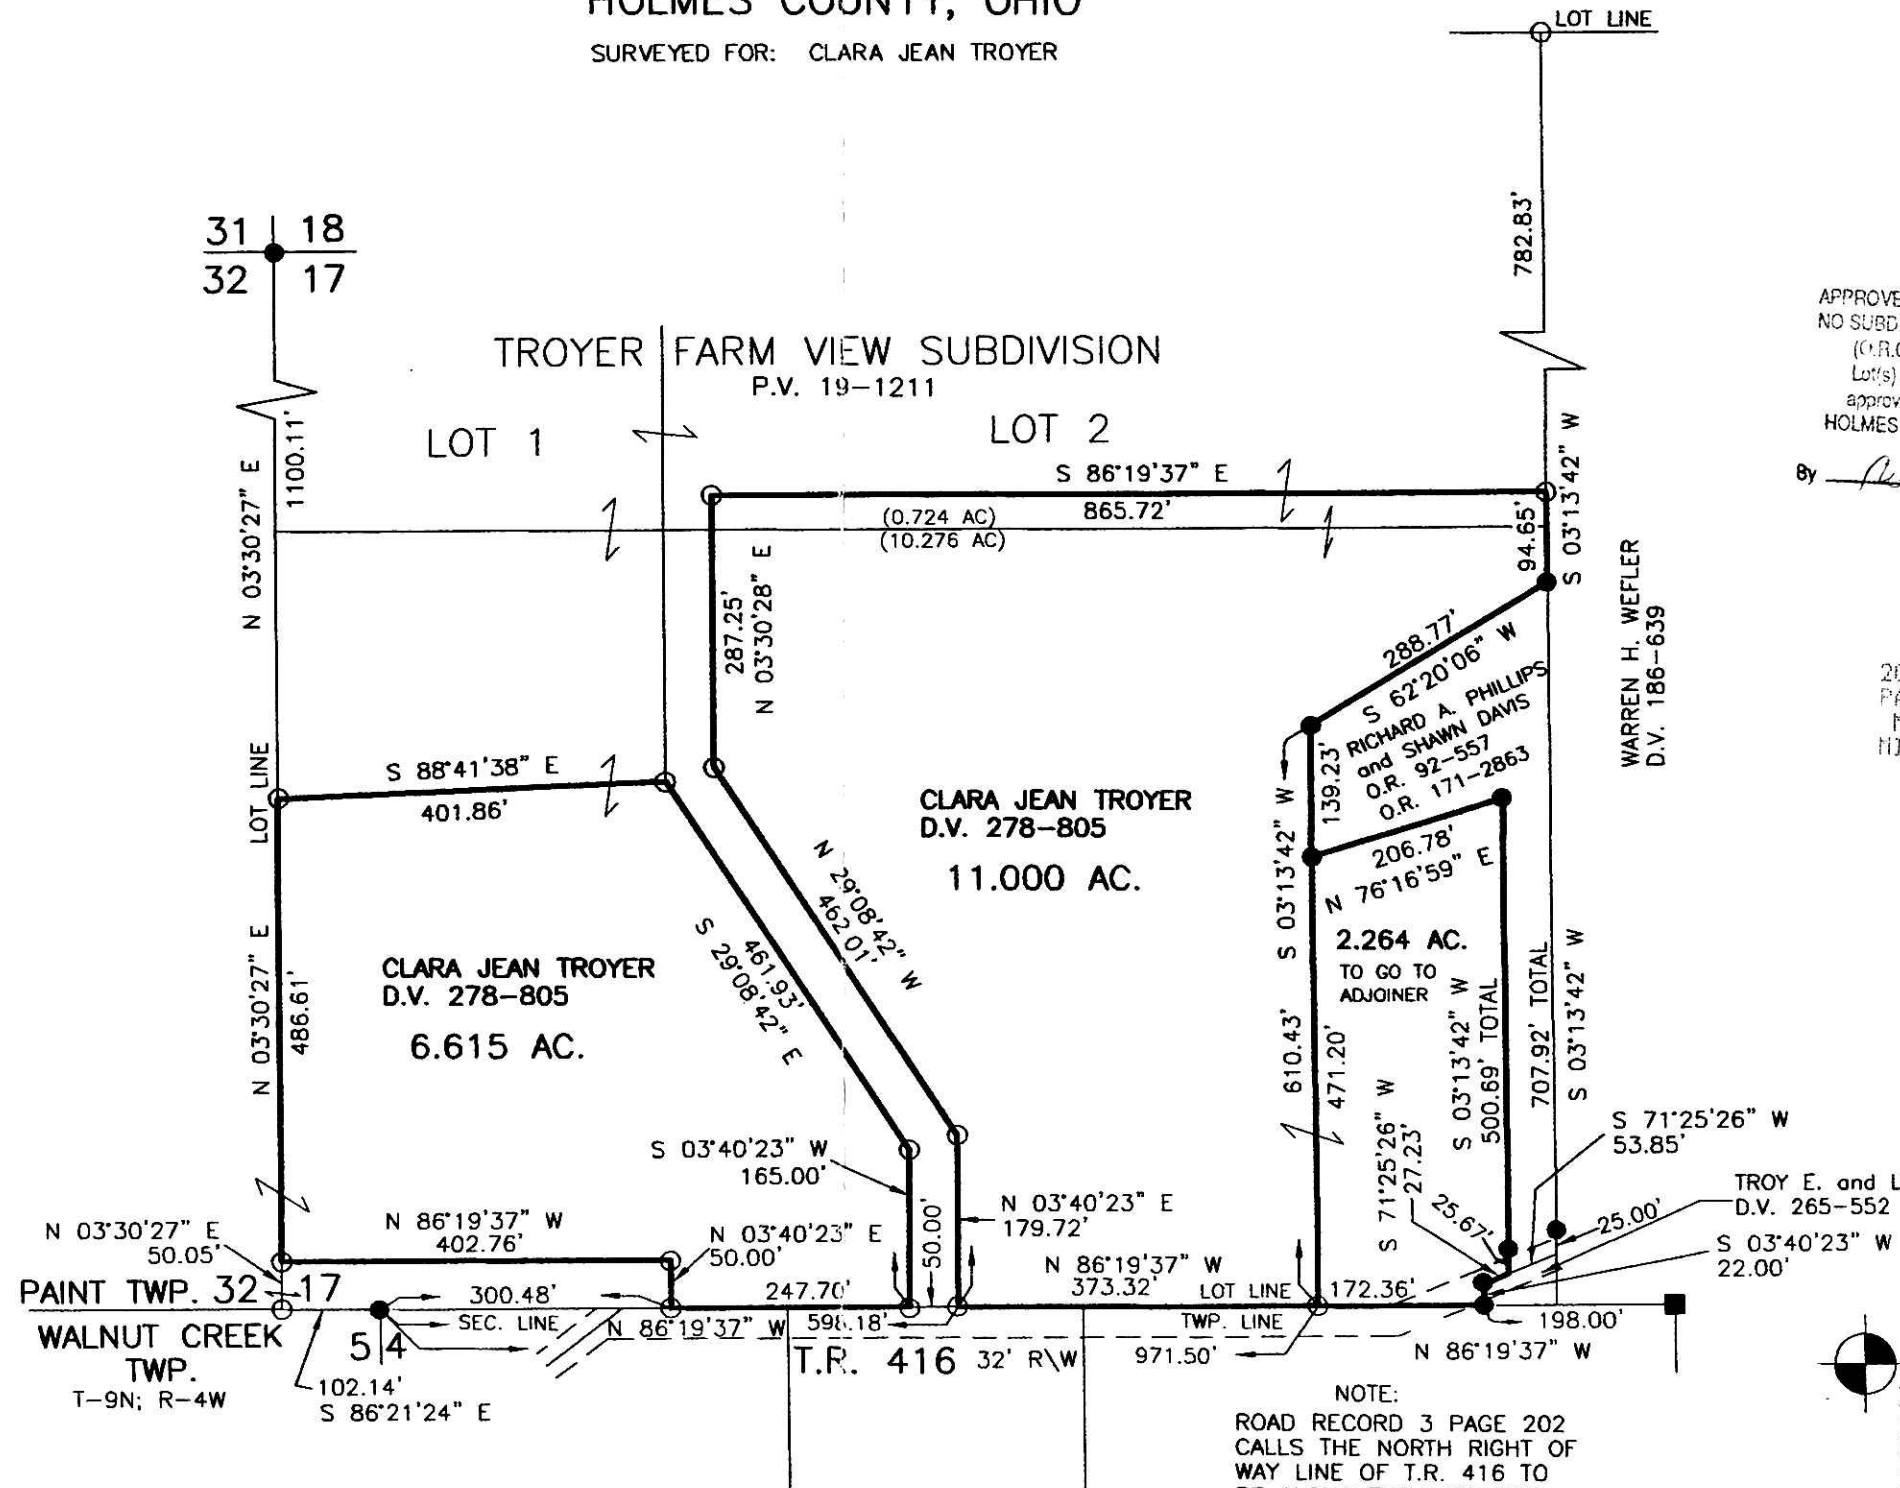 HOLMES COUNTY, OHIO
SURVEYED FOR: CLARA JEAN TROYER
LOT LINE
782.83'
31 18
32 17
TROYER FARM VIEW SUBDIVISION
P.V. 19-1211
LOT 1
LOT 2
N 03°30'27" E
1100.11'
S 86°19'37" E
865.72'
(0.724 AC)
(10.276 AC)
S 03°13'42" W
94.65'
287.25'
N 03°30'28" E
WARREN H. WEFLER
D.V. 186-639
288.77'
S 62°20'06" W
RICHARD A. PHILLIPS
and SHAWN DAVIS
O.R. 92-557
O.R. 171-2863
139.23'
LOT LINE
S 88°41'38" E
401.86'
CLARA JEAN TROYER
D.V. 278-805
11.000 AC.
N 29°08'42" W
462.01'
461.93'
S 29°08'42" E
206.78'
N 76°16'59" E
2.264 AC.
TO GO TO
ADJOINER
S 03°13'42" W
610.43'
471.20'
S 03°13'42" W
500.69' TOTAL
707.92' TOTAL
S 03°13'42" W
CLARA JEAN TROYER
D.V. 278-805
6.615 AC.
N 03°30'27" E
486.61'
S 71°25'26" W
27.23'
S 71°25'26" W
53.85'
S 03°40'23" W
165.00'
N 03°40'23" E
179.72'
50.00'
25.67'
25.00'
TROY E. and L
D.V. 265-552
S 03°40'23" W
22.00'
N 03°30'27" E
50.05'
N 86°19'37" W
402.76'
N 03°40'23" E
50.00'
N 86°19'37" W
373.32'
PAINT TWP. 32 17
300.48'
SEC. LINE
247.70'
N 86°19'37" W
598.18'
LOT LINE
TWP. LINE
172.36'
198.00'
N 86°19'37" W
WALNUT CREEK
TWP.
T-9N; R-4W
5 4
102.14'
S 86°21'24" E
T.R. 416 32' R\W
971.50'
NOTE:
ROAD RECORD 3 PAGE 202
CALLS THE NORTH RIGHT OF
WAY LINE OF T.R. 416 TO
APPROVE
NO SUBD
(O.R.C
Lot(s)
approv
HOLMES
By